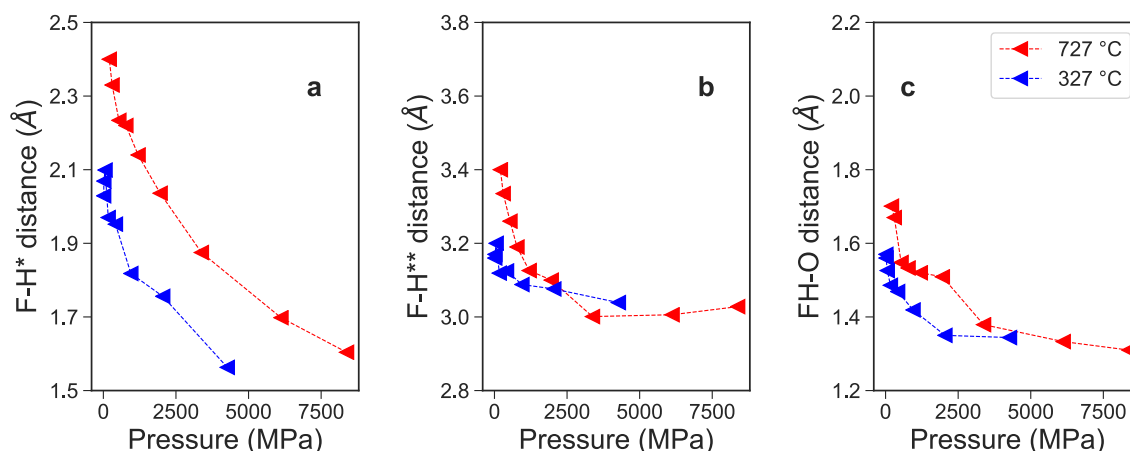 2.5
2.3
2.1
1.9
1.7
1.5
F-H* distance (Å)
a
0
2500
5000
7500
Pressure (MPa)
3.8
3.6
3.4
3.2
3.0
2.8
F-H** distance (Å)
b
0
2500
5000
7500
Pressure (MPa)
2.2
2.0
1.8
1.6
1.4
1.2
FH-O distance (Å)
c
727 °C
327 °C
0
2500
5000
7500
Pressure (MPa)